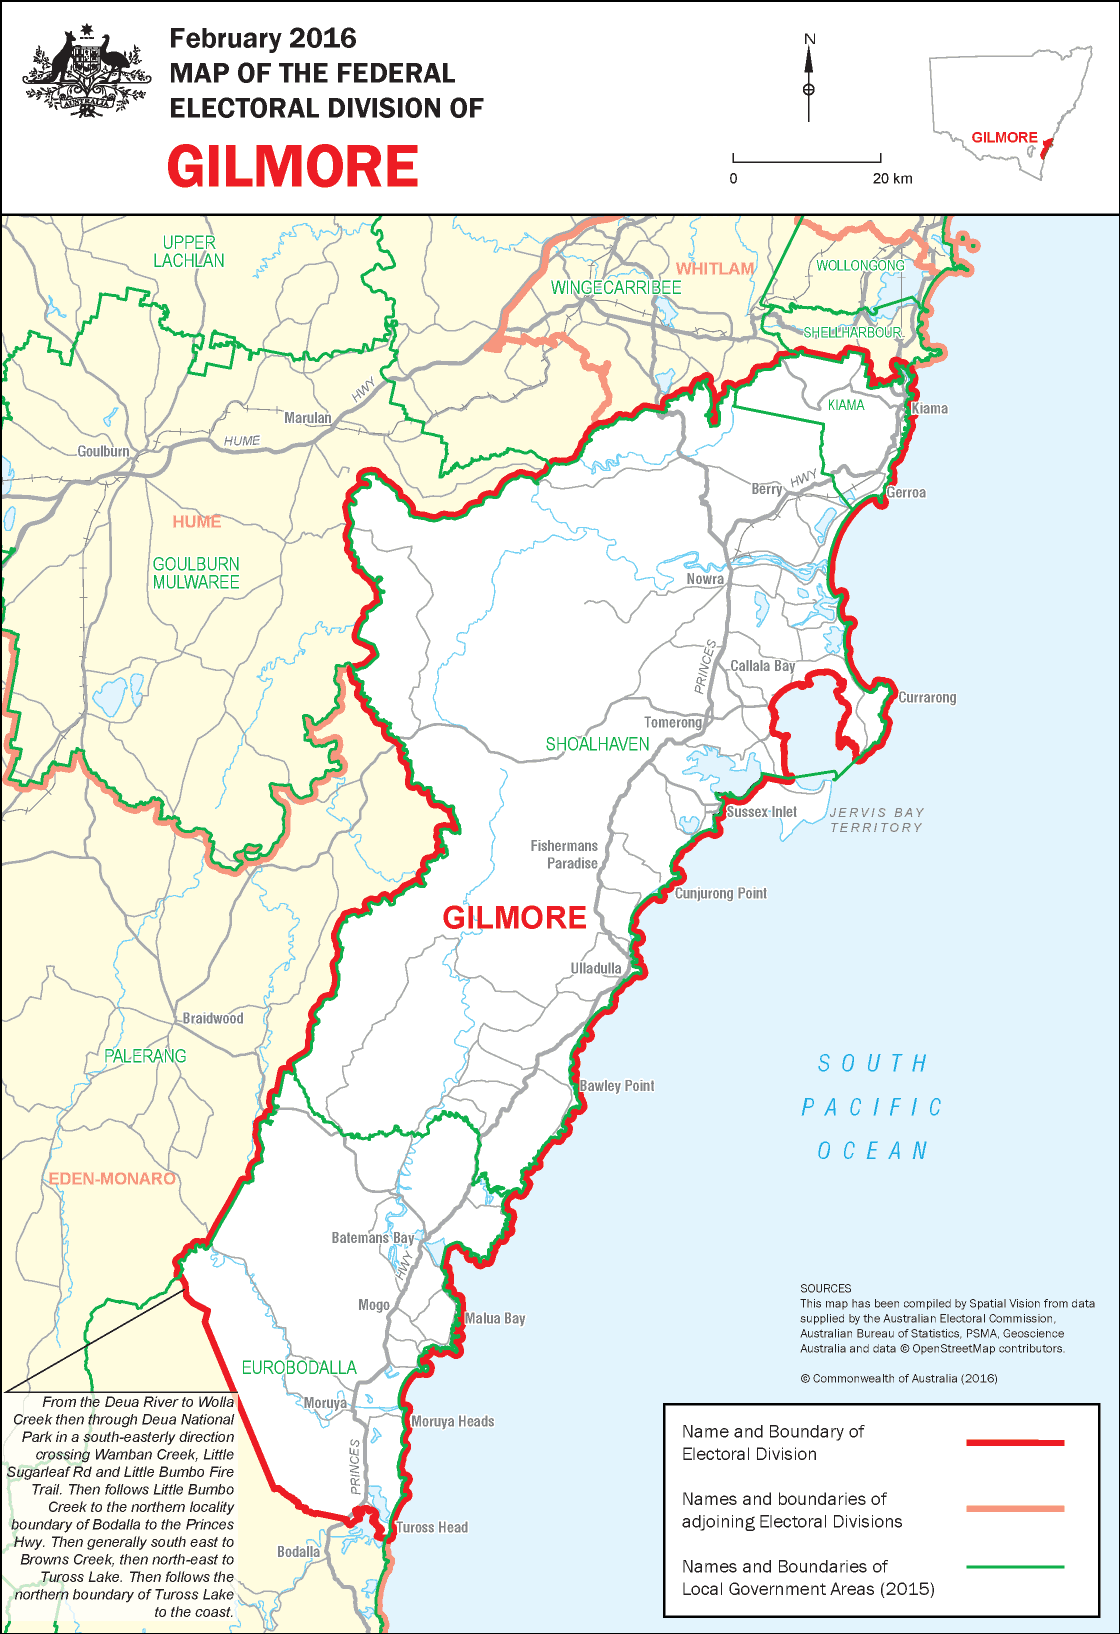 February 2016
MAP OF THE FEDERAL
ELECTORAL DIVISION OF
GILMORE
AUSTRALIA
N
0
20 km
GILMORE
UPPER
LACHLAN
WHITLAM
WOLLONGONG
WINGECARRIBEE
SHELLHARBOUR
HWY
KIAMA
Kiama
Marulan
HUME
Goulburn
Berry
HWY
Gerroa
HUME
GOULBURN
MULWAREE
Nowra
PRINCES
Callala Bay
Currarong
Tomerong
SHOALHAVEN
Sussex Inlet
JERVIS BAY
TERRITORY
Fishermans
Paradise
Cunjurong Point
GILMORE
Ulladulla
Braidwood
PALERANG
Bawley Point
SOUTH
PACIFIC
OCEAN
EDEN-MONARO
Batemans Bay
HWY
Mogo
Malua Bay
EUROBODALLA
Moruya
Moruya Heads
PRINCES
Tuross Head
Bodalla
From the Deua River to Wolla
Creek then through Deua National
Park in a south-easterly direction
crossing Wamban Creek, Little
Sugarleaf Rd and Little Bumbo Fire
Trail. Then follows Little Bumbo
Creek to the northern locality
boundary of Bodalla to the Princes
Hwy. Then generally south east to
Browns Creek, then north-east to
Tuross Lake. Then follows the
northern boundary of Tuross Lake
to the coast.
SOURCES
This map has been compiled by Spatial Vision from data
supplied by the Australian Electoral Commission,
Australian Bureau of Statistics, PSMA, Geoscience
Australia and data © OpenStreetMap contributors.
© Commonwealth of Australia (2016)
Name and Boundary of
Electoral Division
Names and boundaries of
adjoining Electoral Divisions
Names and Boundaries of
Local Government Areas (2015)